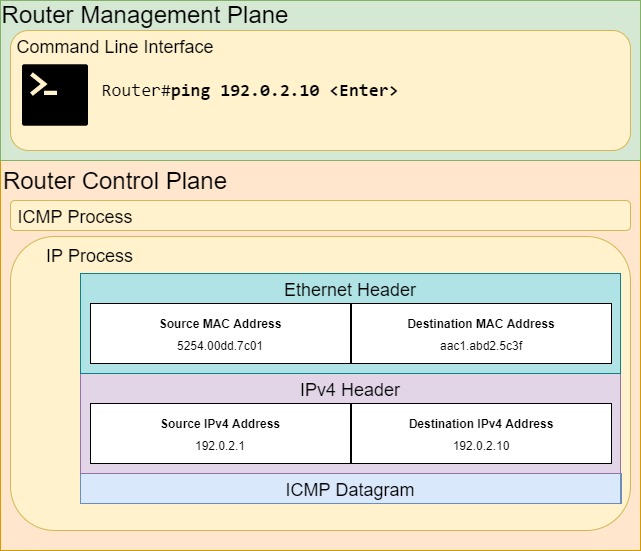 Router Management Plane
Command Line Interface
Router#ping 192.0.2.10 <Enter>
Router Control Plane
ICMP Process
IP Process
Ethernet Header
Source MAC Address
5254.00dd.7c01
Destination MAC Address
aac1.abd2.5c3f
IPv4 Header
Source IPv4 Address
192.0.2.1
Destination IPv4 Address
192.0.2.10
ICMP Datagram